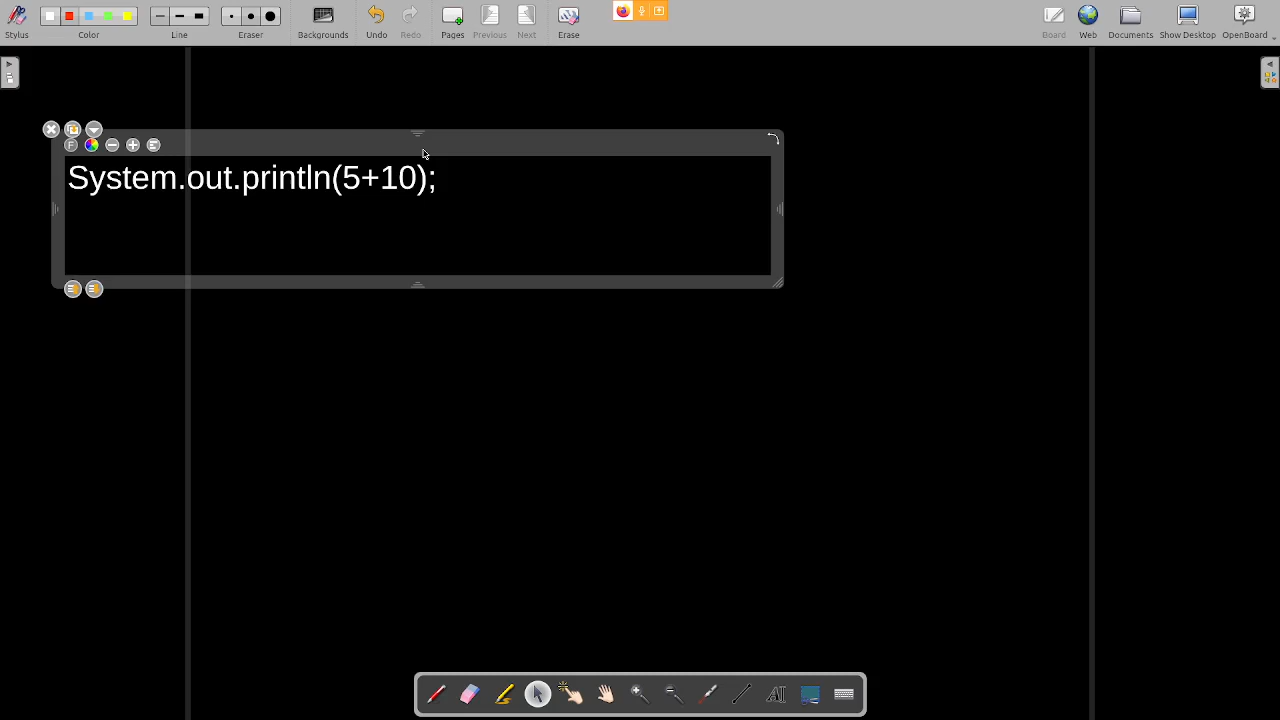 Stylus Color Line Eraser Backgrounds Undo Redo Pages Previous Next Erase Board Web Documents Show Desktop OpenBoard
F
System.out.println(5+10);
AI